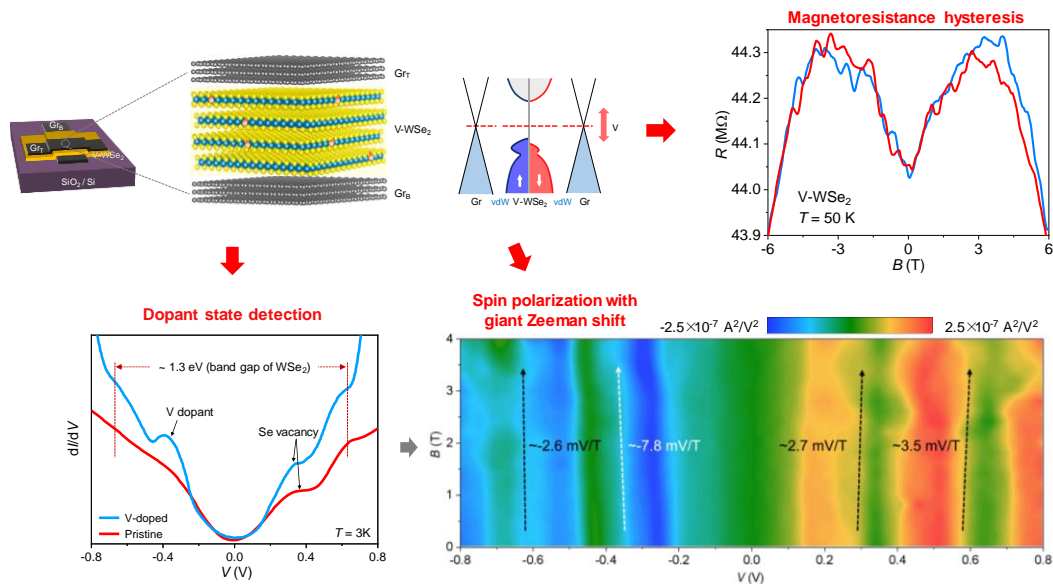 Gr_B
Gr_T
V-WSe₂
SiO₂ / Si
Gr_T
V-WSe₂
Gr_B
V
Gr vdW V-WSe₂ vdW Gr
Magnetoresistance hysteresis
44.3
44.2
44.1
44.0
43.9
R (MΩ)
V-WSe₂
T = 50 K
-6 -3 0 3 6
B (T)
Dopant state detection
~ 1.3 eV (band gap of WSe₂)
V dopant
Se vacancy
dI/dV
V-doped
Pristine
T = 3K
-0.8 -0.4 0.0 0.4 0.8
V (V)
Spin polarization with
giant Zeeman shift
-2.5×10⁻⁷ A²/V² 2.5×10⁻⁷ A²/V²
4
3
2
1
0
B (T)
~-2.6 mV/T ~-7.8 mV/T ~2.7 mV/T ~3.5 mV/T
-0.8 -0.6 -0.4 -0.2 0.0 0.2 0.4 0.6 0.8
V (V)